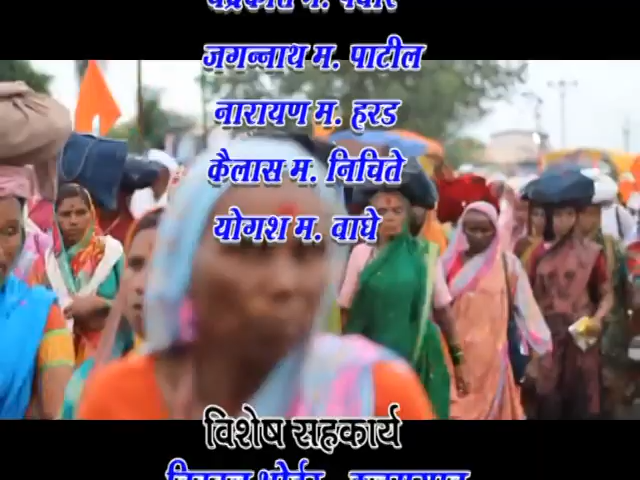 जगन्नाथ म. पाटील
नारायण म. हरड
कैलास म. निचिते
योगश म. वाघे
विशेष सहकार्य